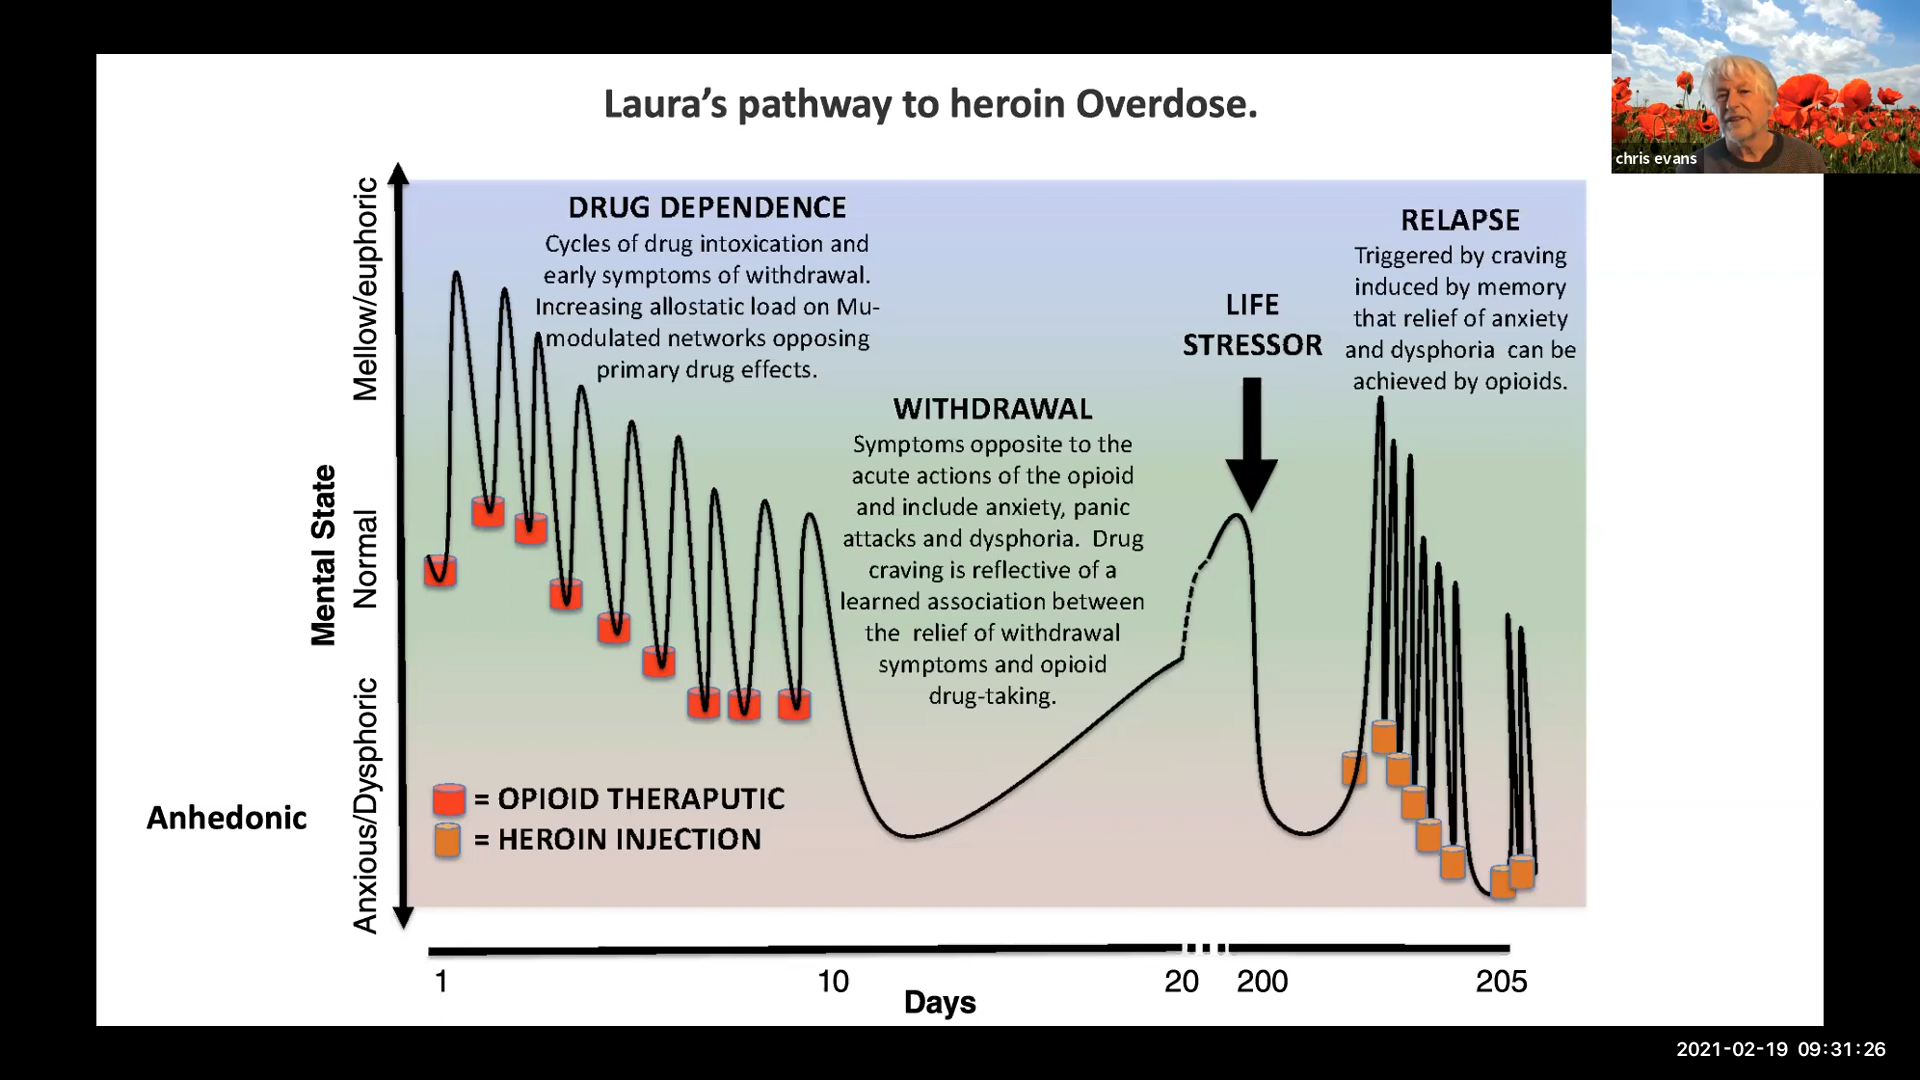 Laura’s pathway to heroin Overdose.
chris evans
Mellow/euphoric
Normal
Anxious/Dysphoric
Mental State
Anhedonic
DRUG DEPENDENCE
Cycles of drug intoxication and
early symptoms of withdrawal.
Increasing allostatic load on Mu-
modulated networks opposing
primary drug effects.
WITHDRAWAL
Symptoms opposite to the
acute actions of the opioid
and include anxiety, panic
attacks and dysphoria. Drug
craving is reflective of a
learned association between
the relief of withdrawal
symptoms and opioid
drug-taking.
LIFE
STRESSOR
RELAPSE
Triggered by craving
induced by memory
that relief of anxiety
and dysphoria can be
achieved by opioids.
= OPIOID THERAPUTIC
= HEROIN INJECTION
1 10 20 200 205
Days
2021-02-19 09:31:26